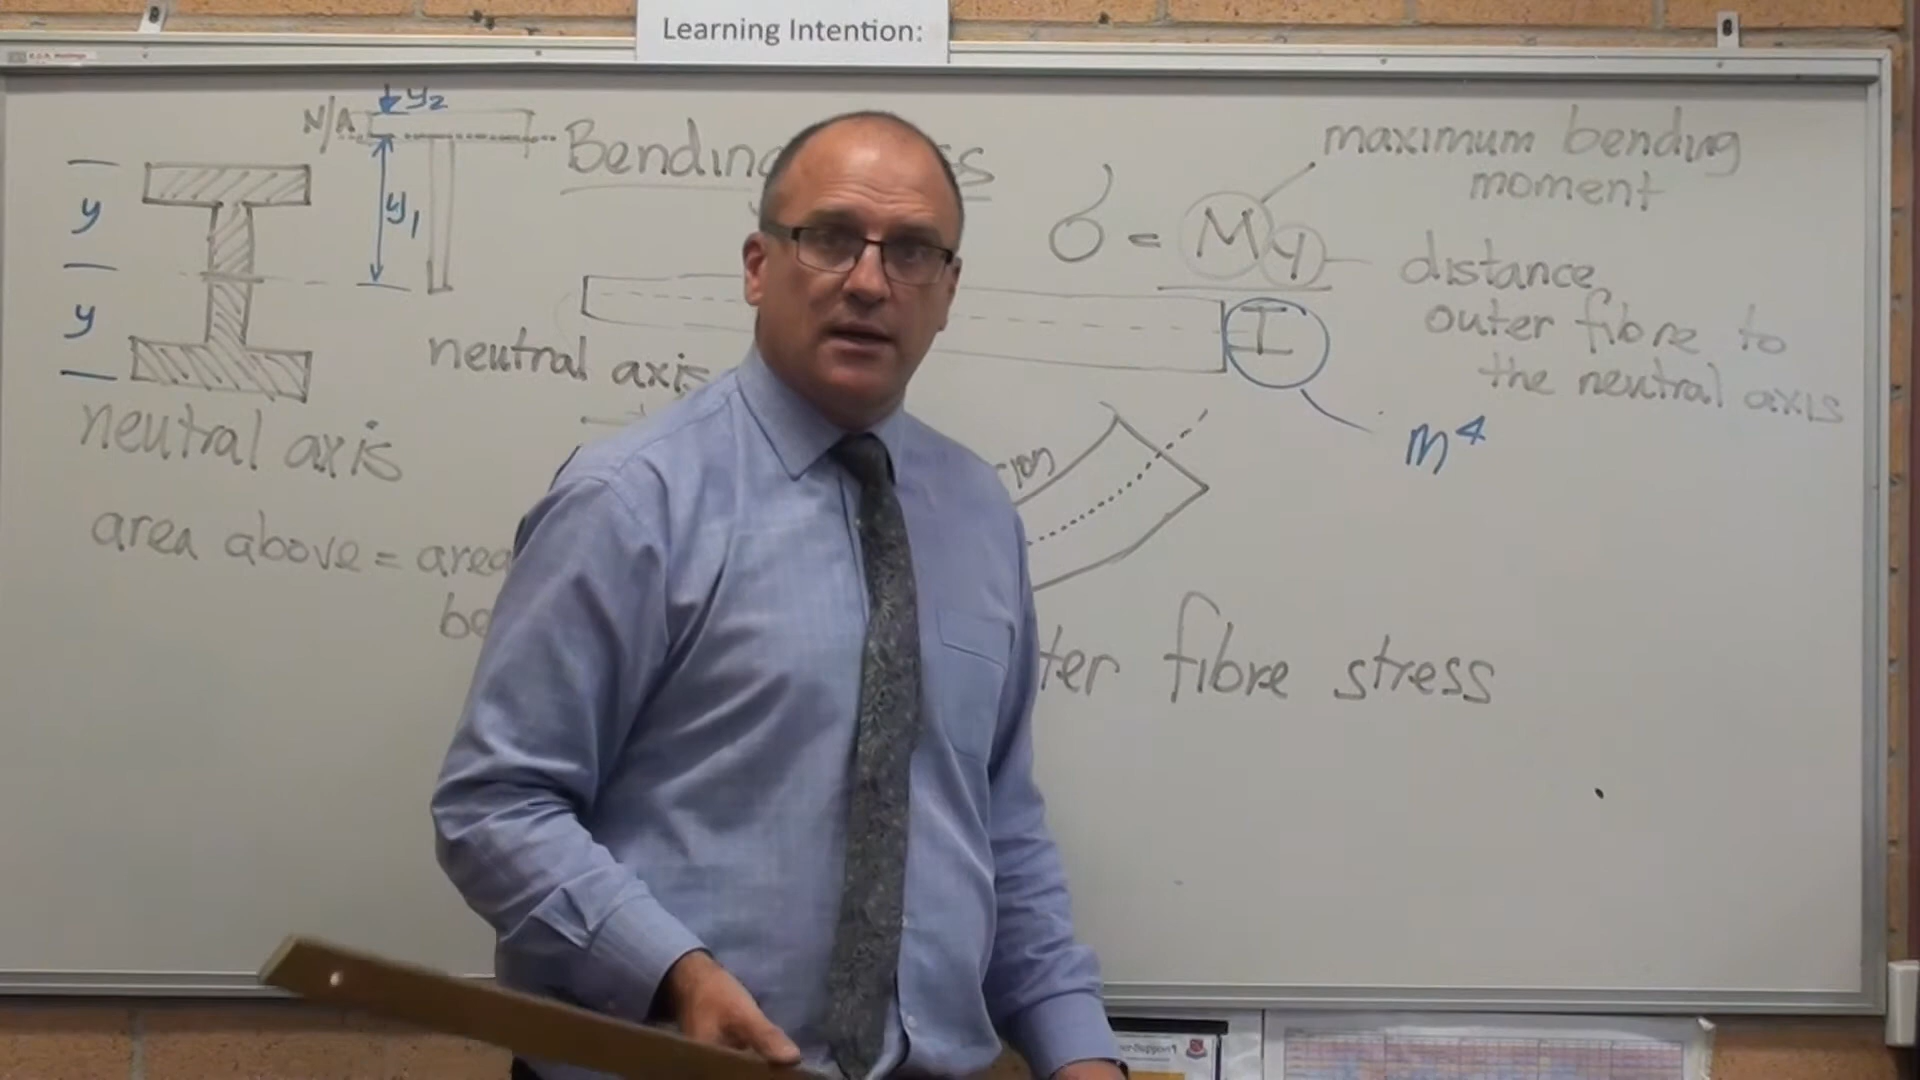 Learning Intention:
y2
N/A
Bending
y
y1
y
neutral axis
area above = area
σ = My
I
maximum bending
moment
distance
outer fibre to
the neutral axis
m4
neutral axis
fibre stress